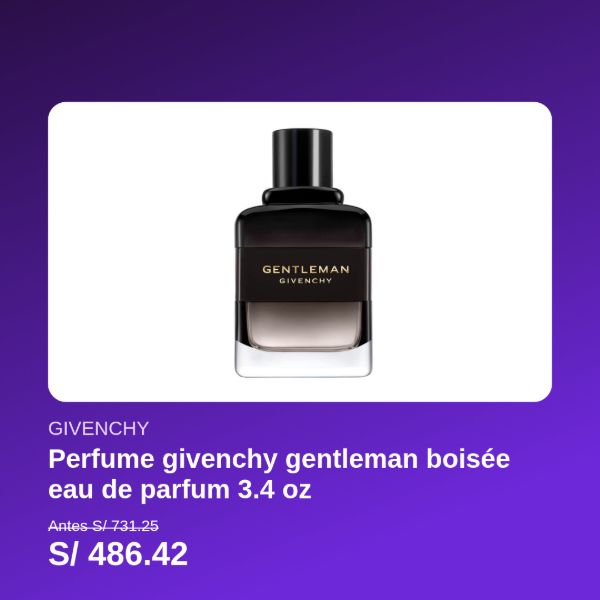 GENTLEMAN
GIVENCHY
GIVENCHY
Perfume givenchy gentleman boisée
eau de parfum 3.4 oz
Antes S/ 731.25
S/ 486.42